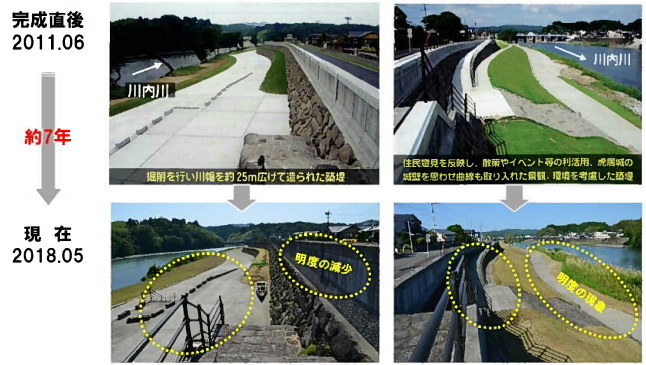 完成直後
2011.06
川内川
掘削を行い川幅を約25m広げて造られた築堤
川内川
住民意見を反映し、散策やイベント等の利活用、虎居城の
城壁を思わせ曲線も取り入れた景観、環境を考慮した築堤
約7年
現 在
2018.05
明度の減少
明度の現象